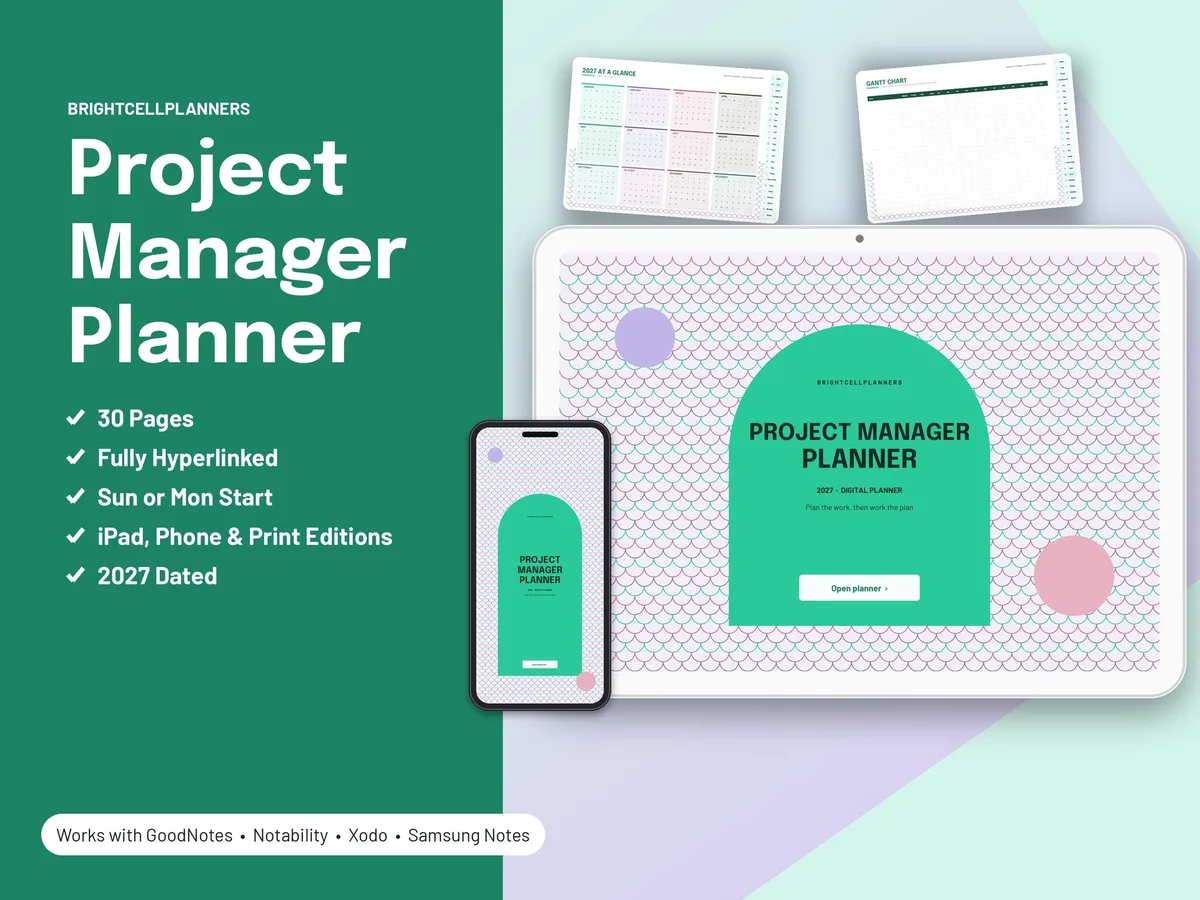 BRIGHTCELLPLANNERS
Project
Manager
Planner
30 Pages
Fully Hyperlinked
Sun or Mon Start
iPad, Phone & Print Editions
2027 Dated
Works with GoodNotes • Notability • Xodo • Samsung Notes
2027 AT A GLANCE
GANTT CHART
BRIGHTCELLPLANNERS
PROJECT MANAGER
PLANNER
2027 - DIGITAL PLANNER
Plan the work, then work the plan
Open planner ›
PROJECT
MANAGER
PLANNER